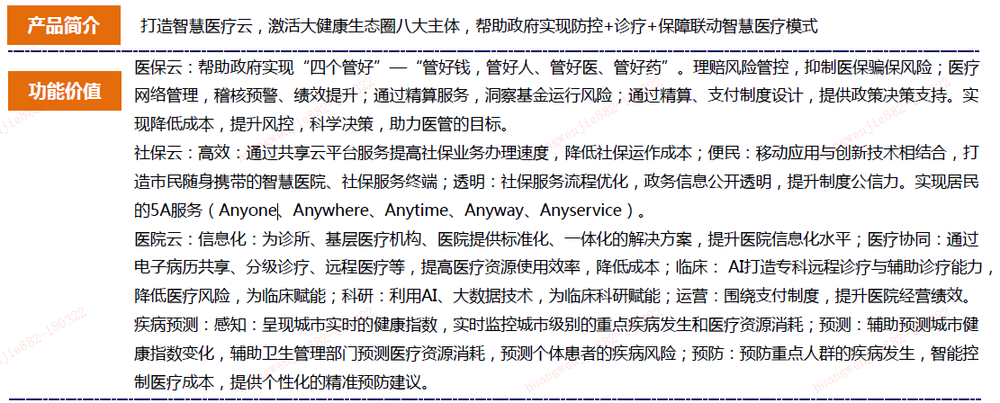 产品简介
打造智慧医疗云，激活大健康生态圈八大主体，帮助政府实现防控+诊疗+保障联动智慧医疗模式
功能价值
医保云：帮助政府实现“四个管好”—“管好钱，管好人、管好医、管好药”。理赔风险管控，抑制医保骗保风险；医疗
网络管理，稽核预警、绩效提升；通过精算服务，洞察基金运行风险；通过精算、支付制度设计，提供政策决策支持。实
现降低成本，提升风控，科学决策，助力医管的目标。
社保云：高效：通过共享云平台服务提高社保业务办理速度，降低社保运作成本；便民：移动应用与创新技术相结合，打
造市民随身携带的智慧医院、社保服务终端；透明：社保服务流程优化，政务信息公开透明，提升制度公信力。实现居民
的5A服务（Anyone、Anywhere、Anytime、Anyway、Anyservice）。
医院云：信息化：为诊所、基层医疗机构、医院提供标准化、一体化的解决方案，提升医院信息化水平；医疗协同：通过
电子病历共享、分级诊疗、远程医疗等，提高医疗资源使用效率，降低成本；临床： AI打造专科远程诊疗与辅助诊疗能力，
降低医疗风险，为临床赋能；科研：利用AI、大数据技术，为临床科研赋能；运营：围绕支付制度，提升医院经营绩效。
疾病预测：感知：呈现城市实时的健康指数，实时监控城市级别的重点疾病发生和医疗资源消耗；预测：辅助预测城市健
康指数变化，辅助卫生管理部门预测医疗资源消耗，预测个体患者的疾病风险；预防：预防重点人群的疾病发生，智能控
制医疗成本，提供个性化的精准预防建议。
huangwenjie882-180322